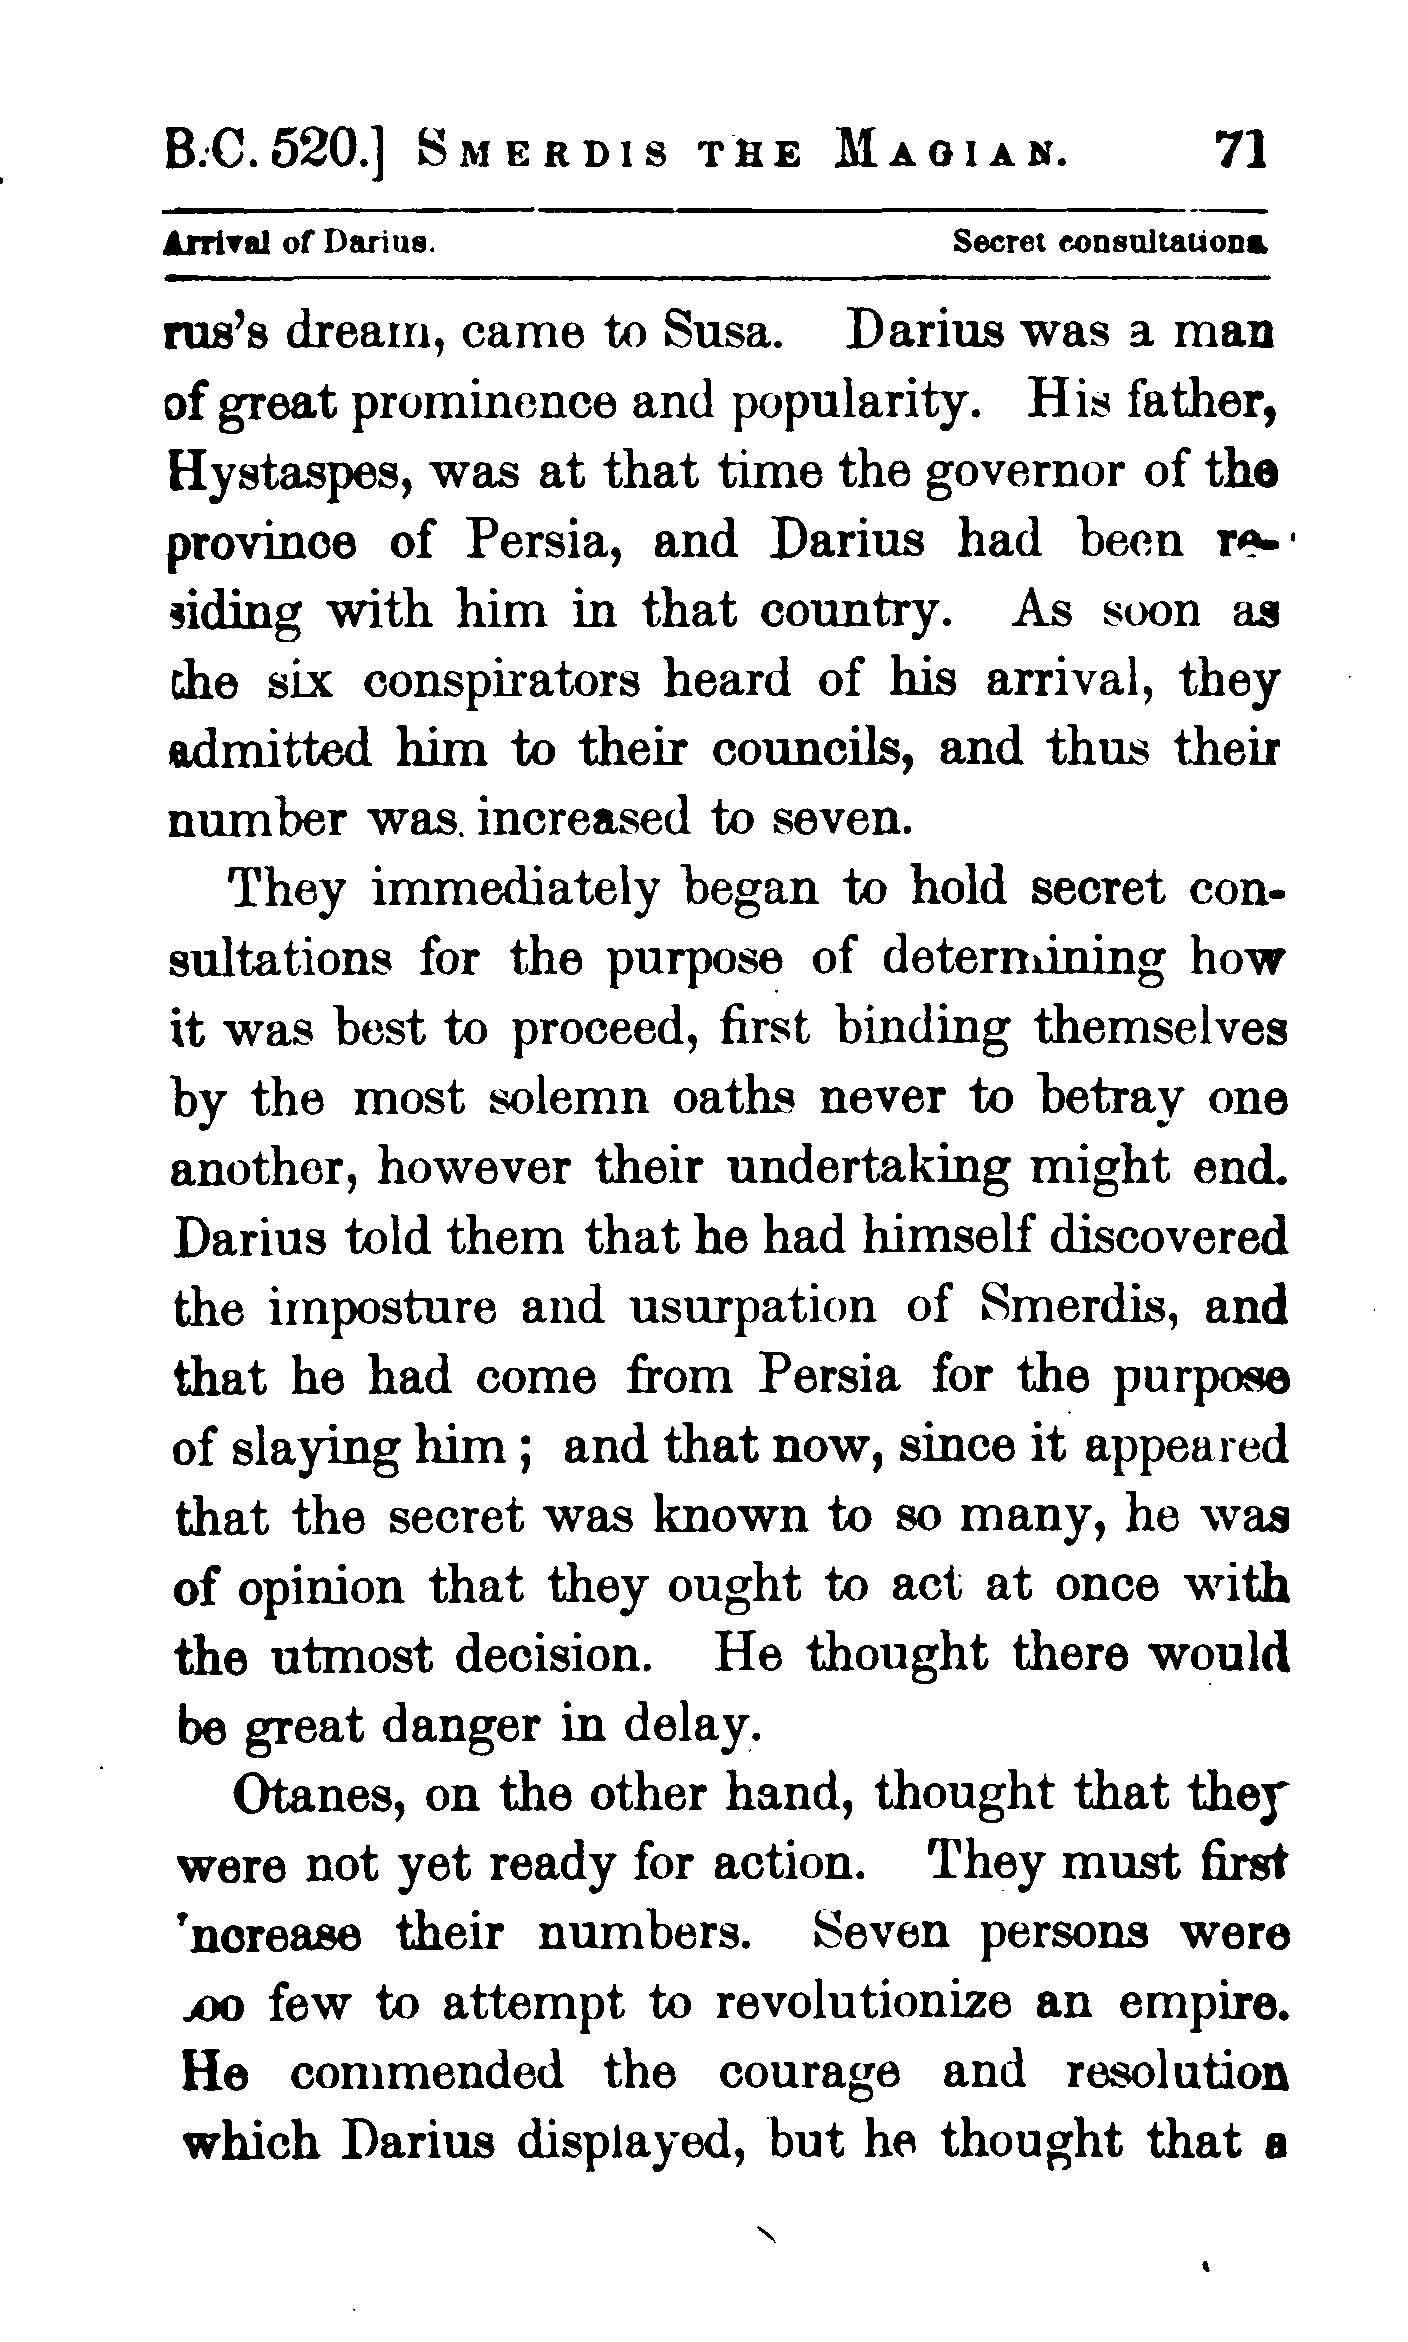 B.C. 520.] SMERDIS THE MAGIAN. 71
Arrival of Darius. Secret consultations.
rus's dream, came to Susa. Darius was a man
of great prominence and popularity. His father,
Hystaspes, was at that time the governor of the
province of Persia, and Darius had been re-
siding with him in that country. As soon as
the six conspirators heard of his arrival, they
admitted him to their councils, and thus their
number was increased to seven.
They immediately began to hold secret con-
sultations for the purpose of determining how
it was best to proceed, first binding themselves
by the most solemn oaths never to betray one
another, however their undertaking might end.
Darius told them that he had himself discovered
the imposture and usurpation of Smerdis, and
that he had come from Persia for the purpose
of slaying him ; and that now, since it appeared
that the secret was known to so many, he was
of opinion that they ought to act at once with
the utmost decision. He thought there would
be great danger in delay.
Otanes, on the other hand, thought that they
were not yet ready for action. They must first
increase their numbers. Seven persons were
too few to attempt to revolutionize an empire.
He commended the courage and resolution
which Darius displayed, but he thought that a